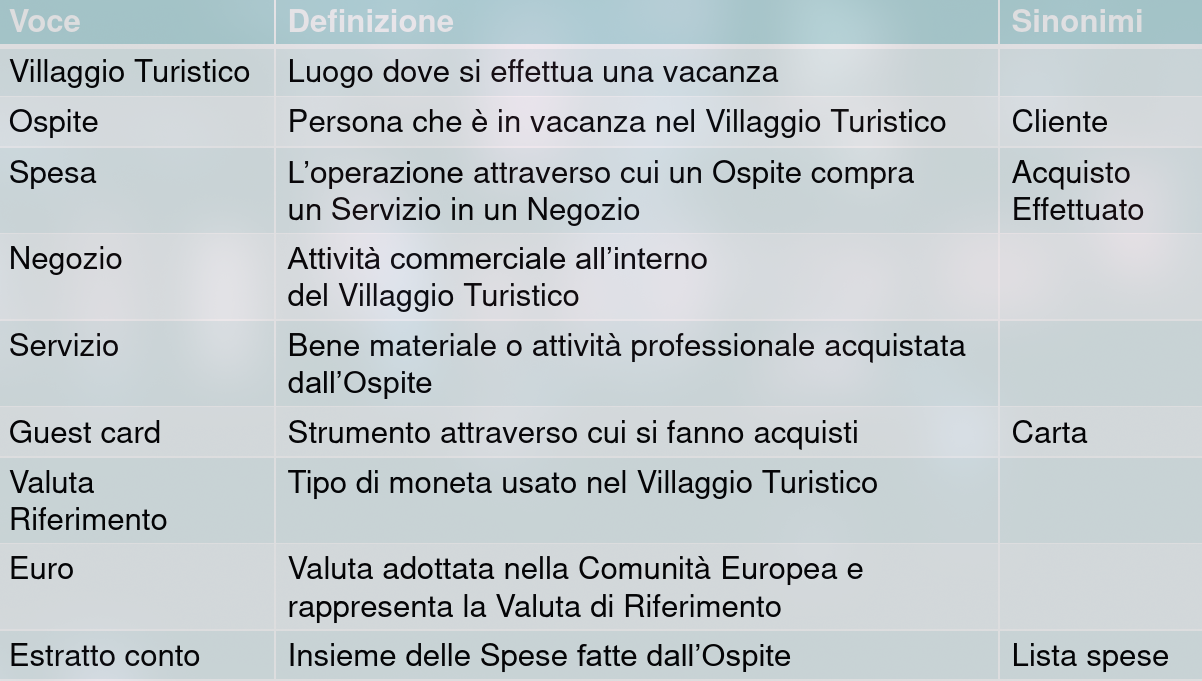 Voce Definizione Sinonimi
Villaggio Turistico Luogo dove si effettua una vacanza
Ospite Persona che è in vacanza nel Villaggio Turistico Cliente
Spesa L’operazione attraverso cui un Ospite compra Acquisto
un Servizio in un Negozio Effettuato
Negozio Attività commerciale all’interno
del Villaggio Turistico
Servizio Bene materiale o attività professionale acquistata
dall’Ospite
Guest card Strumento attraverso cui si fanno acquisti Carta
Valuta Tipo di moneta usato nel Villaggio Turistico
Riferimento
Euro Valuta adottata nella Comunità Europea e
rappresenta la Valuta di Riferimento
Estratto conto Insieme delle Spese fatte dall’Ospite Lista spese